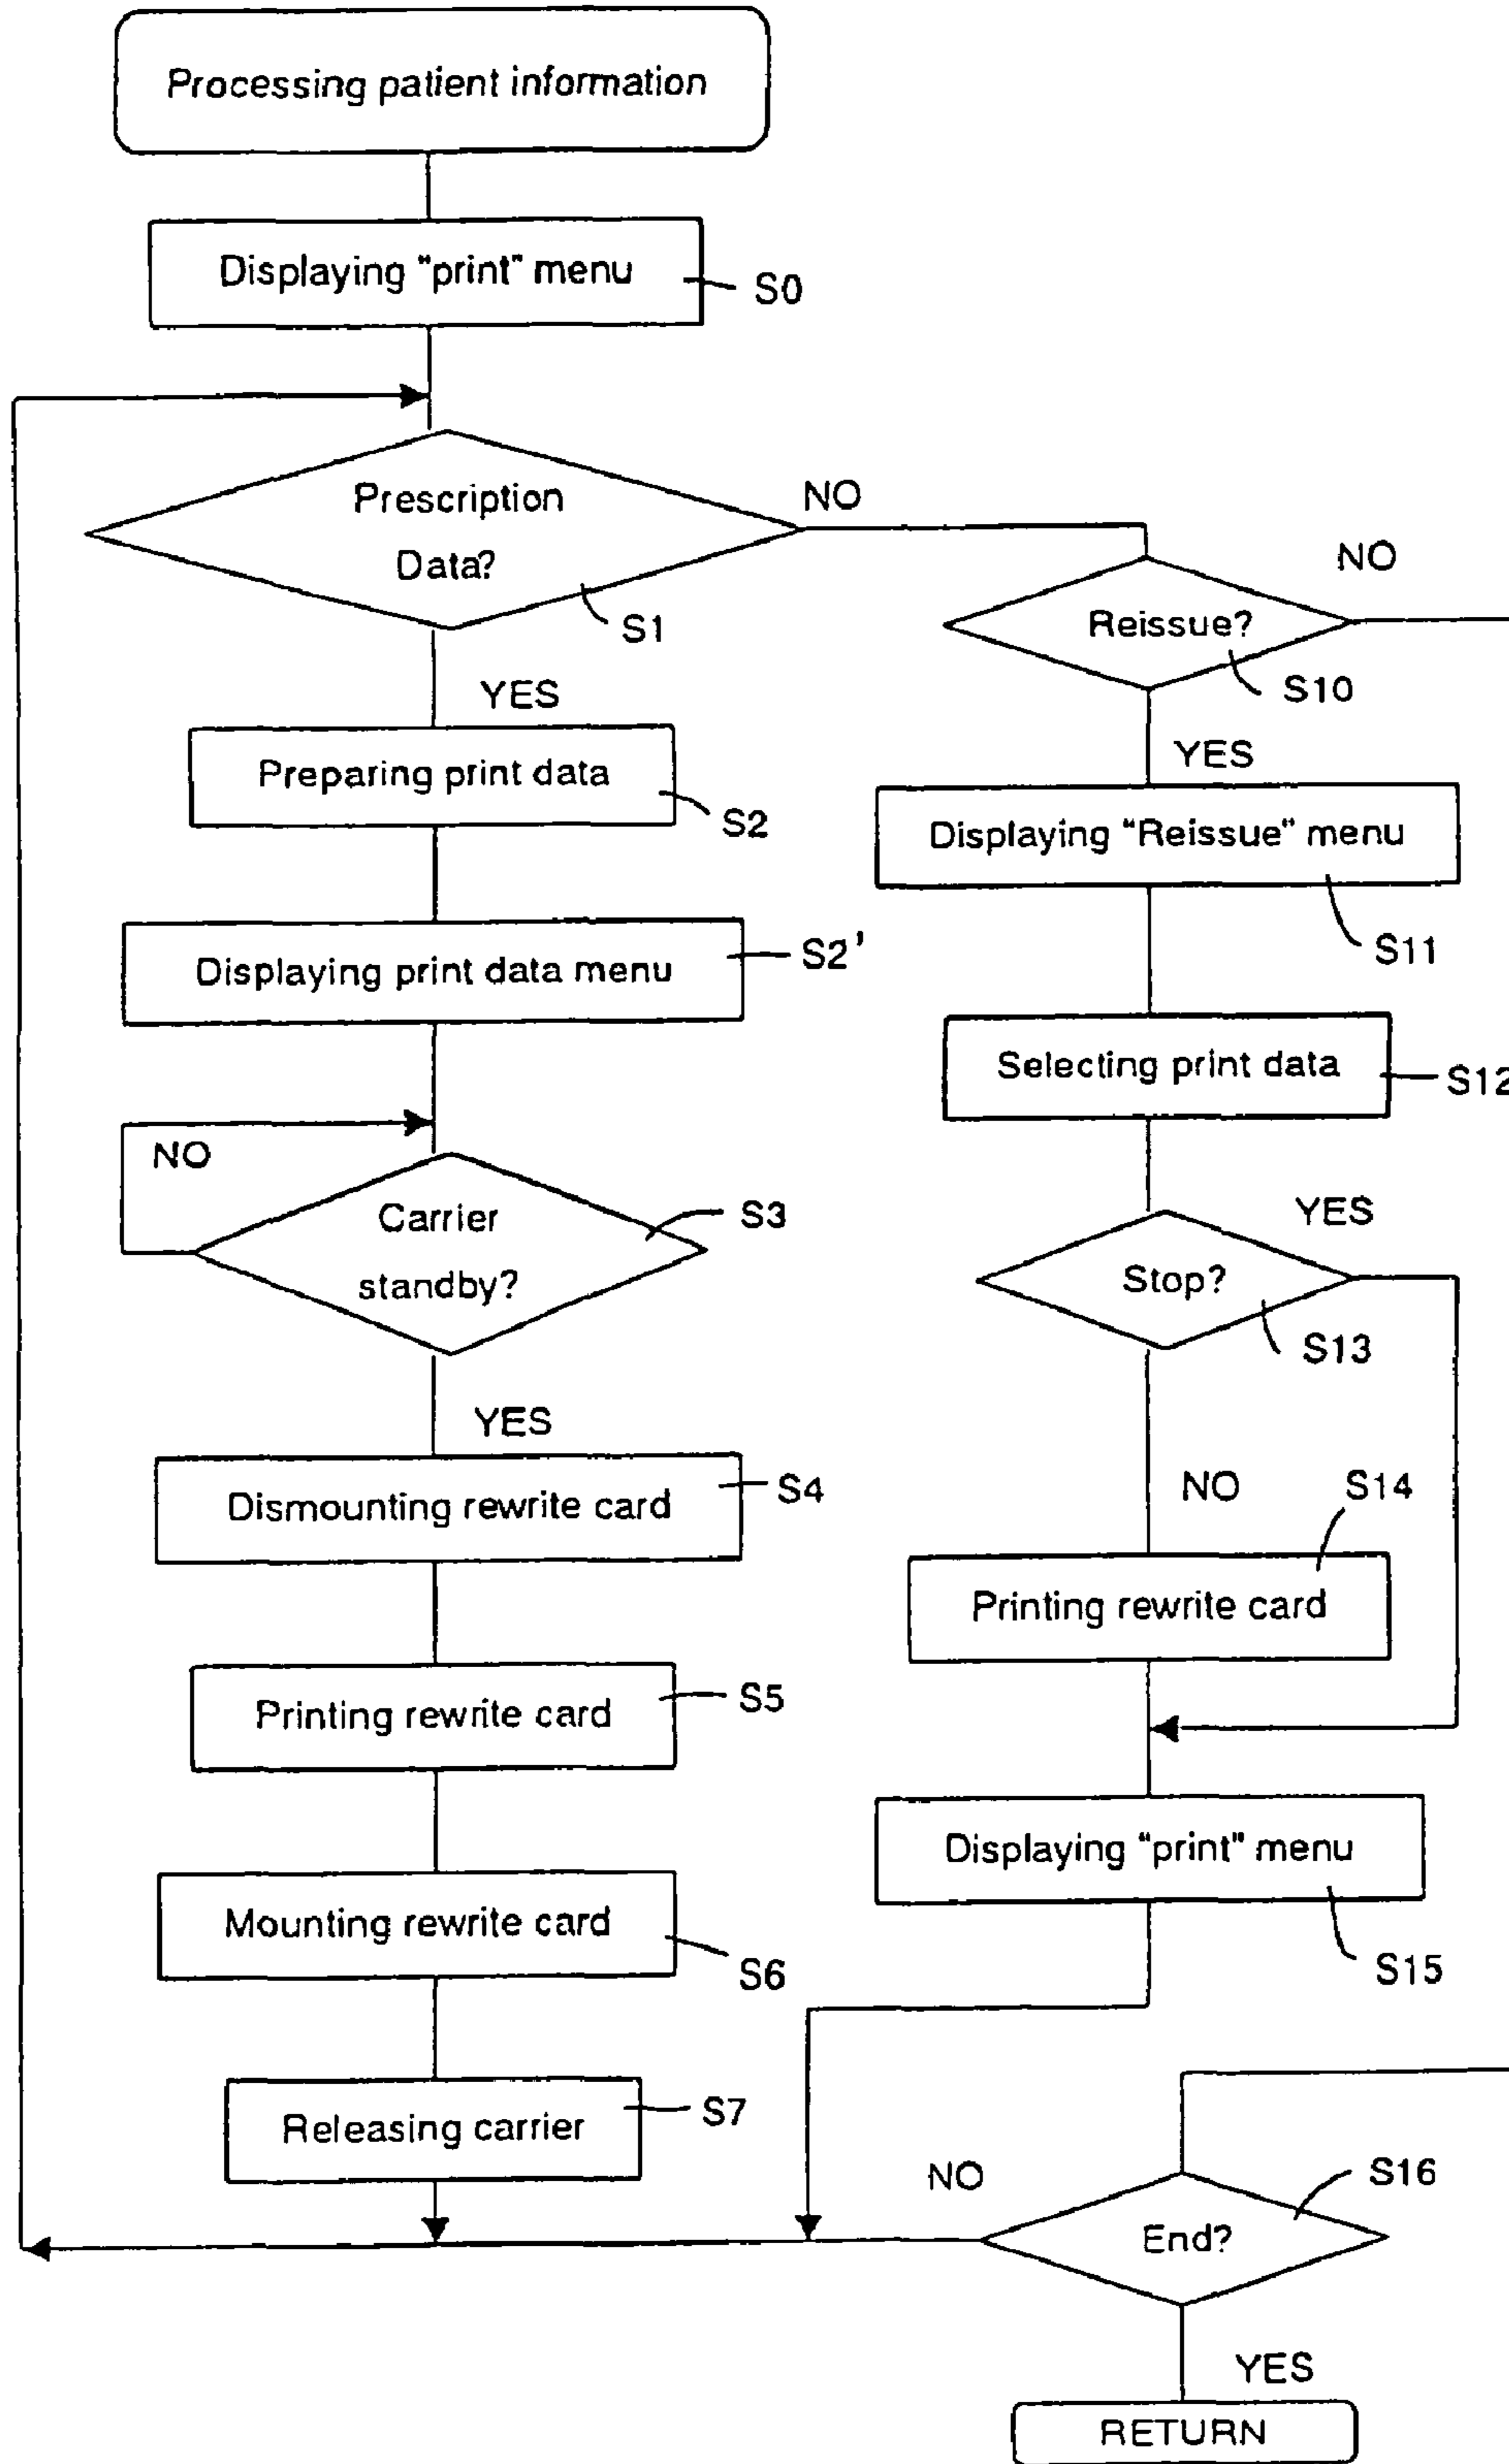 Processing patient information
Displaying "print" menu
S0
Prescription
Data?
S1
NO
YES
Preparing print data
S2
Displaying print data menu
S2'
NO
Carrier
standby?
S3
YES
Dismounting rewrite card
S4
Printing rewrite card
S5
Mounting rewrite card
S6
Releasing carrier
S7
Reissue?
S10
NO
YES
Displaying "Reissue" menu
S11
Selecting print data
S12
Stop?
S13
YES
NO
Printing rewrite card
S14
Displaying "print" menu
S15
End?
S16
NO
YES
RETURN